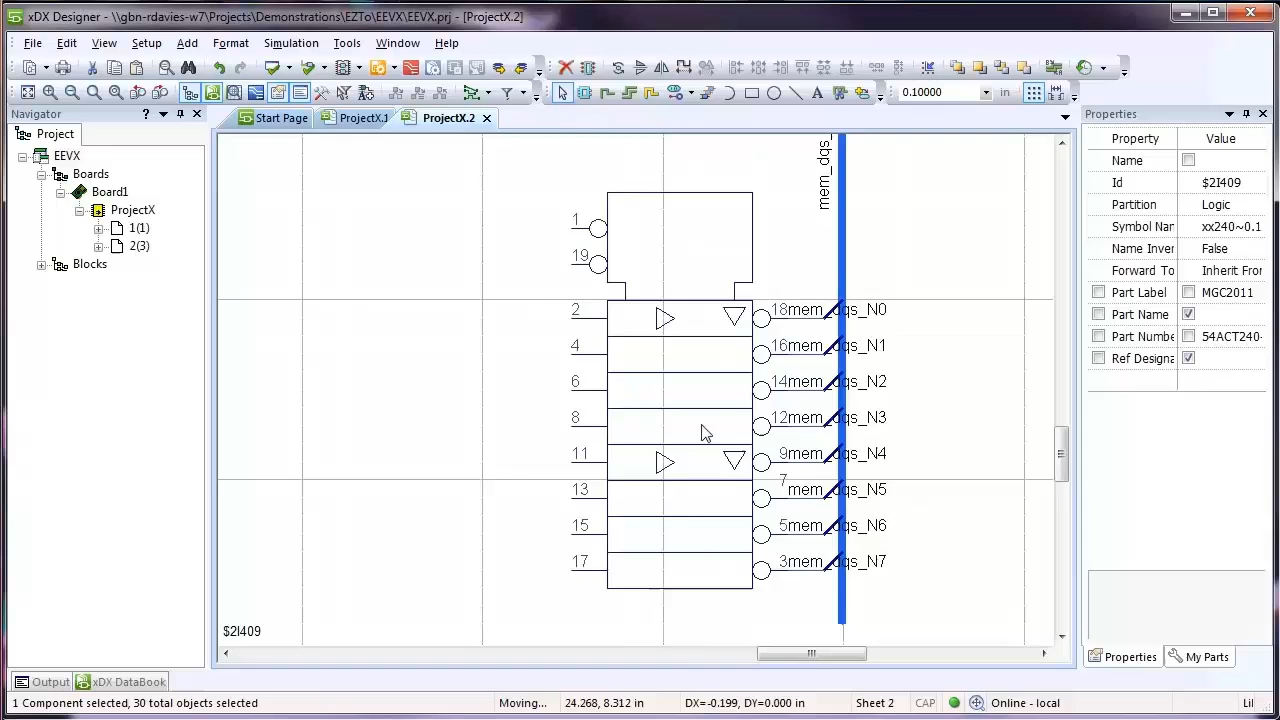 xDX Designer - \\gbn-rdavies-w7\Projects\Demonstrations\EZTo\EEVX\EEVX.prj - [ProjectX.2]
File Edit View Setup Add Format Simulation Tools Window Help
0.10000 in
Navigator
Project
EEVX
Boards
Board1
ProjectX
1(1)
2(3)
Blocks
Output xDX DataBook
Start Page ProjectX.1 ProjectX.2
mem_dqs_
1
19
2 18mem_dqs_N0
4 16mem_dqs_N1
6 14mem_dqs_N2
8 12mem_dqs_N3
11 9mem_dqs_N4
13 7mem_dqs_N5
15 5mem_dqs_N6
17 3mem_dqs_N7
$2I409
Properties
Property Value
Name
Id $2I409
Partition Logic
Symbol Nar xx240~0.1
Name Inver False
Forward To Inherit Fror
Part Label MGC2011
Part Name
Part Numbe 54ACT240-
Ref Designa
Properties My Parts
1 Component selected, 30 total objects selected Moving... 24.268, 8.312 in DX=-0.199, DY=0.000 in Sheet 2 CAP Online - local Lil